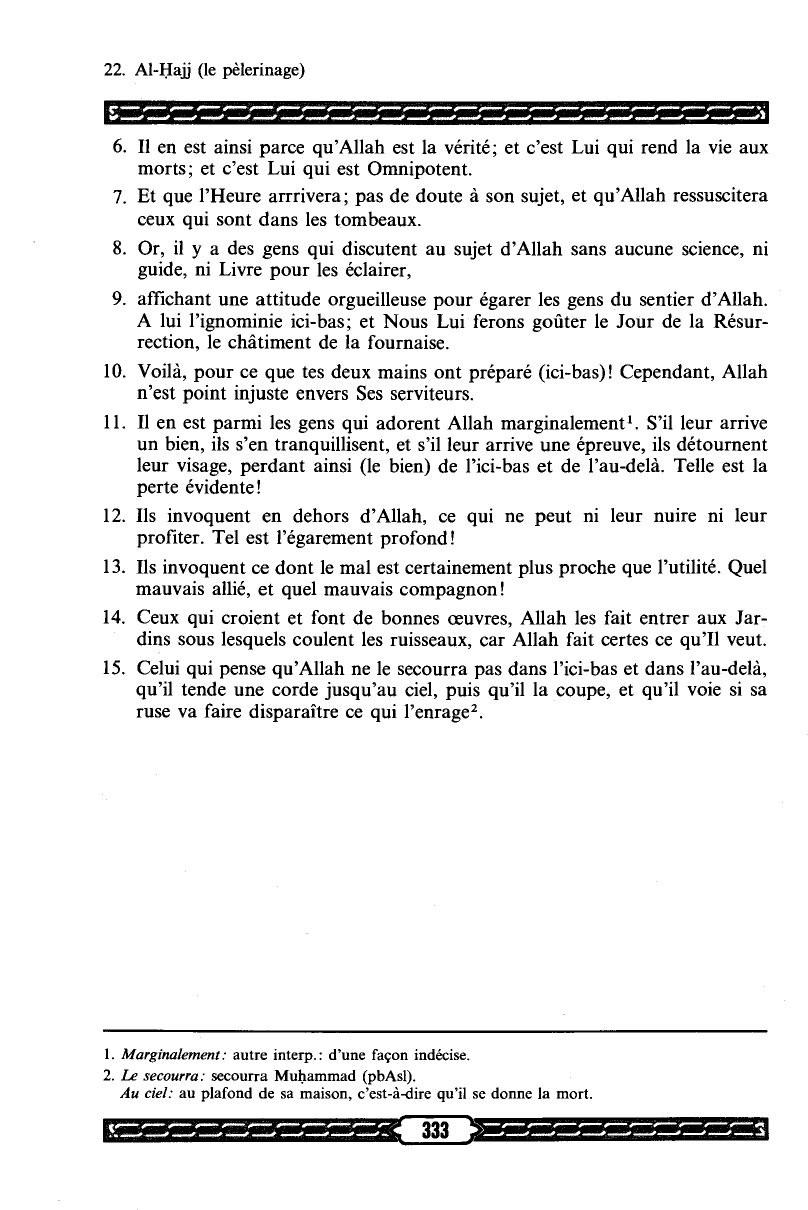 22. Al-Ḥajj (le pèlerinage)
6. Il en est ainsi parce qu'Allah est la vérité; et c'est Lui qui rend la vie aux
morts; et c'est Lui qui est Omnipotent.
7. Et que l'Heure arrrivera; pas de doute à son sujet, et qu'Allah ressuscitera
ceux qui sont dans les tombeaux.
8. Or, il y a des gens qui discutent au sujet d'Allah sans aucune science, ni
guide, ni Livre pour les éclairer,
9. affichant une attitude orgueilleuse pour égarer les gens du sentier d'Allah.
A lui l'ignominie ici-bas; et Nous Lui ferons goûter le Jour de la Résur-
rection, le châtiment de la fournaise.
10. Voilà, pour ce que tes deux mains ont préparé (ici-bas)! Cependant, Allah
n'est point injuste envers Ses serviteurs.
11. Il en est parmi les gens qui adorent Allah marginalement¹. S'il leur arrive
un bien, ils s'en tranquillisent, et s'il leur arrive une épreuve, ils détournent
leur visage, perdant ainsi (le bien) de l'ici-bas et de l'au-delà. Telle est la
perte évidente!
12. Ils invoquent en dehors d'Allah, ce qui ne peut ni leur nuire ni leur
profiter. Tel est l'égarement profond!
13. Ils invoquent ce dont le mal est certainement plus proche que l'utilité. Quel
mauvais allié, et quel mauvais compagnon!
14. Ceux qui croient et font de bonnes œuvres, Allah les fait entrer aux Jar-
dins sous lesquels coulent les ruisseaux, car Allah fait certes ce qu'Il veut.
15. Celui qui pense qu'Allah ne le secourra pas dans l'ici-bas et dans l'au-delà,
qu'il tende une corde jusqu'au ciel, puis qu'il la coupe, et qu'il voie si sa
ruse va faire disparaître ce qui l'enrage².
1. Marginalement: autre interp.: d'une façon indécise.
2. Le secourra: secourra Muḥammad (pbAsl).
Au ciel: au plafond de sa maison, c'est-à-dire qu'il se donne la mort.
333